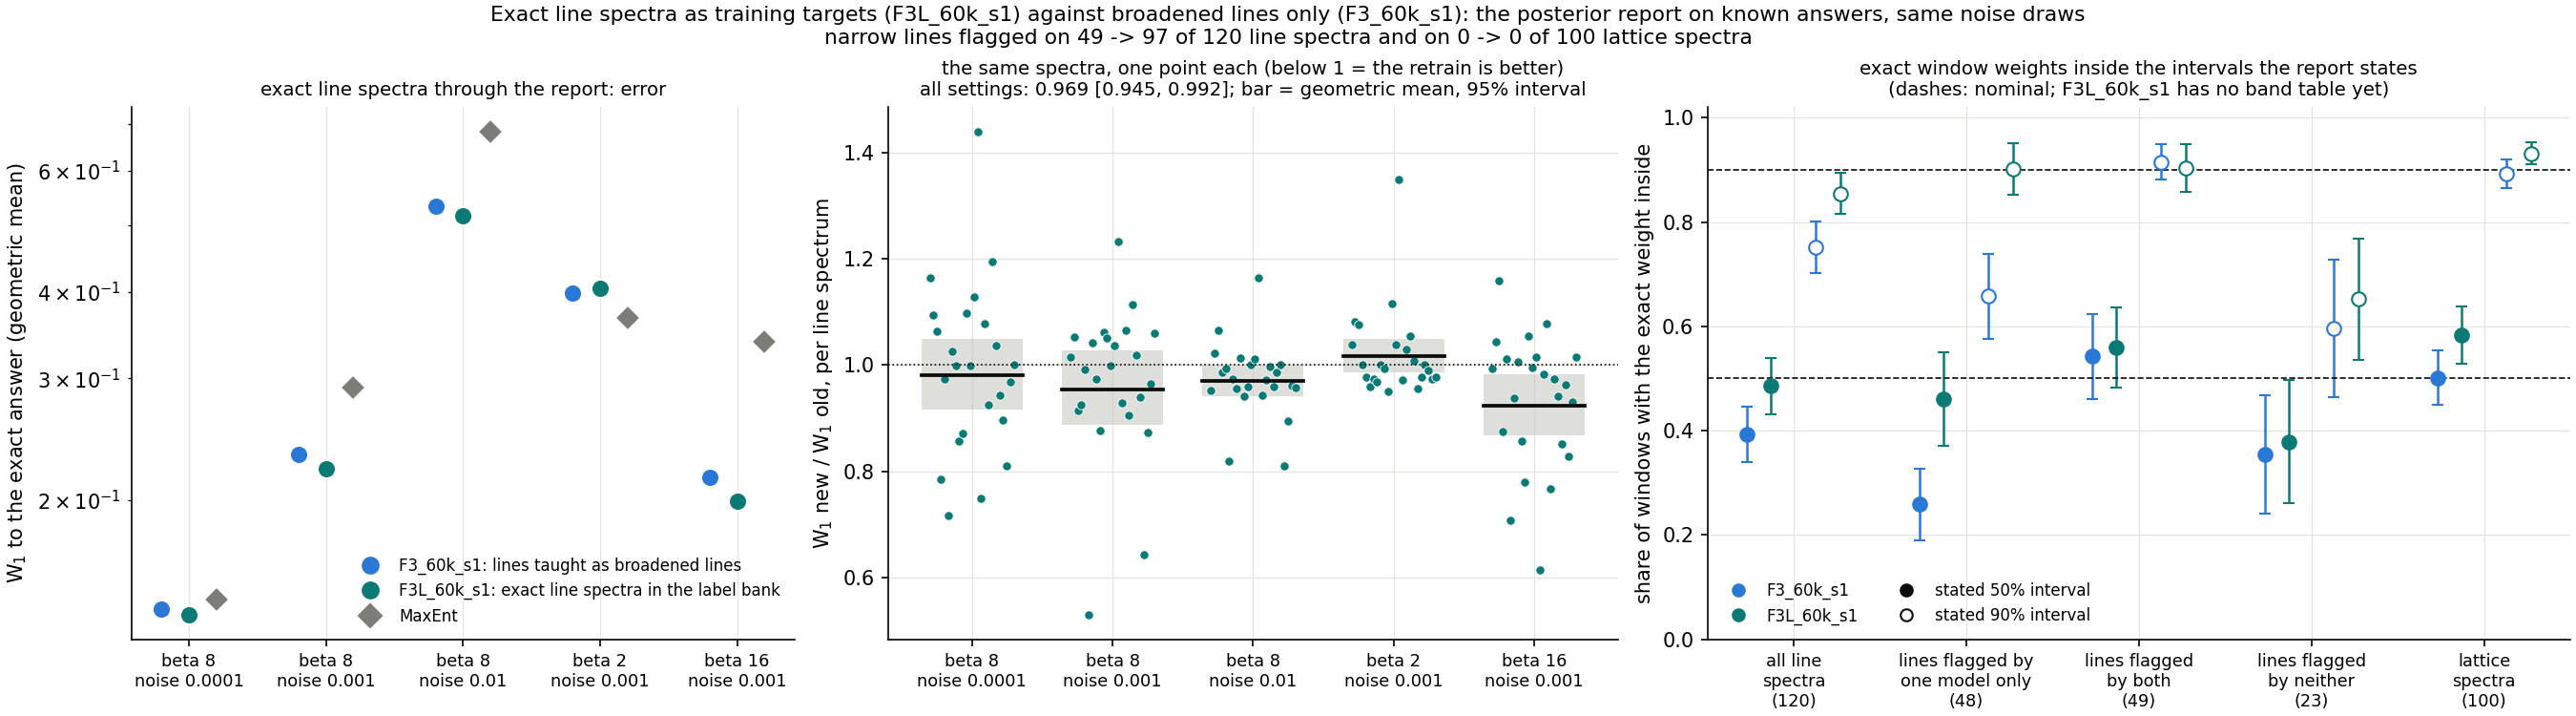 Exact line spectra as training targets (F3L_60k_s1) against broadened lines only (F3_60k_s1): the posterior report on known answers, same noise draws
narrow lines flagged on 49 -> 97 of 120 line spectra and on 0 -> 0 of 100 lattice spectra
exact line spectra through the report: error
W₁ to the exact answer (geometric mean)
6 × 10⁻¹
4 × 10⁻¹
3 × 10⁻¹
2 × 10⁻¹
F3_60k_s1: lines taught as broadened lines
F3L_60k_s1: exact line spectra in the label bank
MaxEnt
beta 8
noise 0.0001
beta 8
noise 0.001
beta 8
noise 0.01
beta 2
noise 0.001
beta 16
noise 0.001
the same spectra, one point each (below 1 = the retrain is better)
all settings: 0.969 [0.945, 0.992]; bar = geometric mean, 95% interval
W₁ new / W₁ old, per line spectrum
1.4
1.2
1.0
0.8
0.6
beta 8
noise 0.0001
beta 8
noise 0.001
beta 8
noise 0.01
beta 2
noise 0.001
beta 16
noise 0.001
exact window weights inside the intervals the report states
(dashes: nominal; F3L_60k_s1 has no band table yet)
share of windows with the exact weight inside
1.0
0.8
0.6
0.4
0.2
0.0
F3_60k_s1
F3L_60k_s1
stated 50% interval
stated 90% interval
all line
spectra
(120)
lines flagged by
one model only
(48)
lines flagged
by both
(49)
lines flagged
by neither
(23)
lattice
spectra
(100)